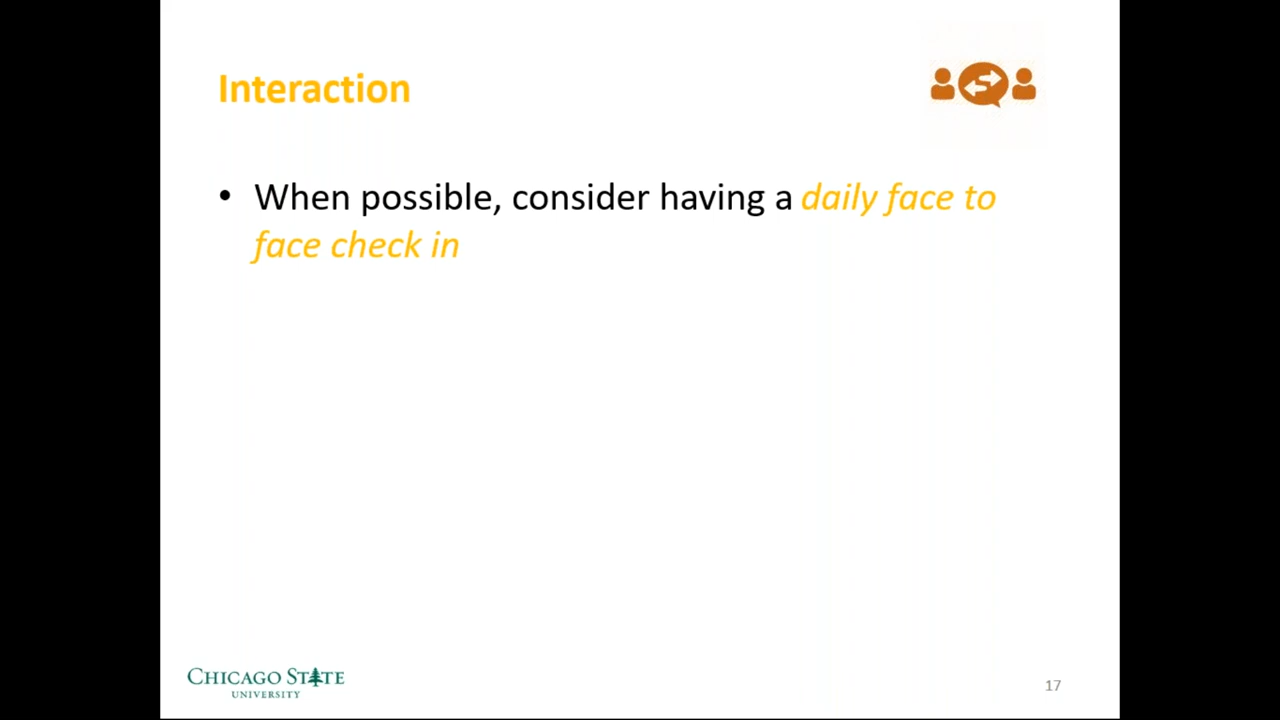 Interaction
• When possible, consider having a daily face to
face check in
CHICAGO STATE
UNIVERSITY
17